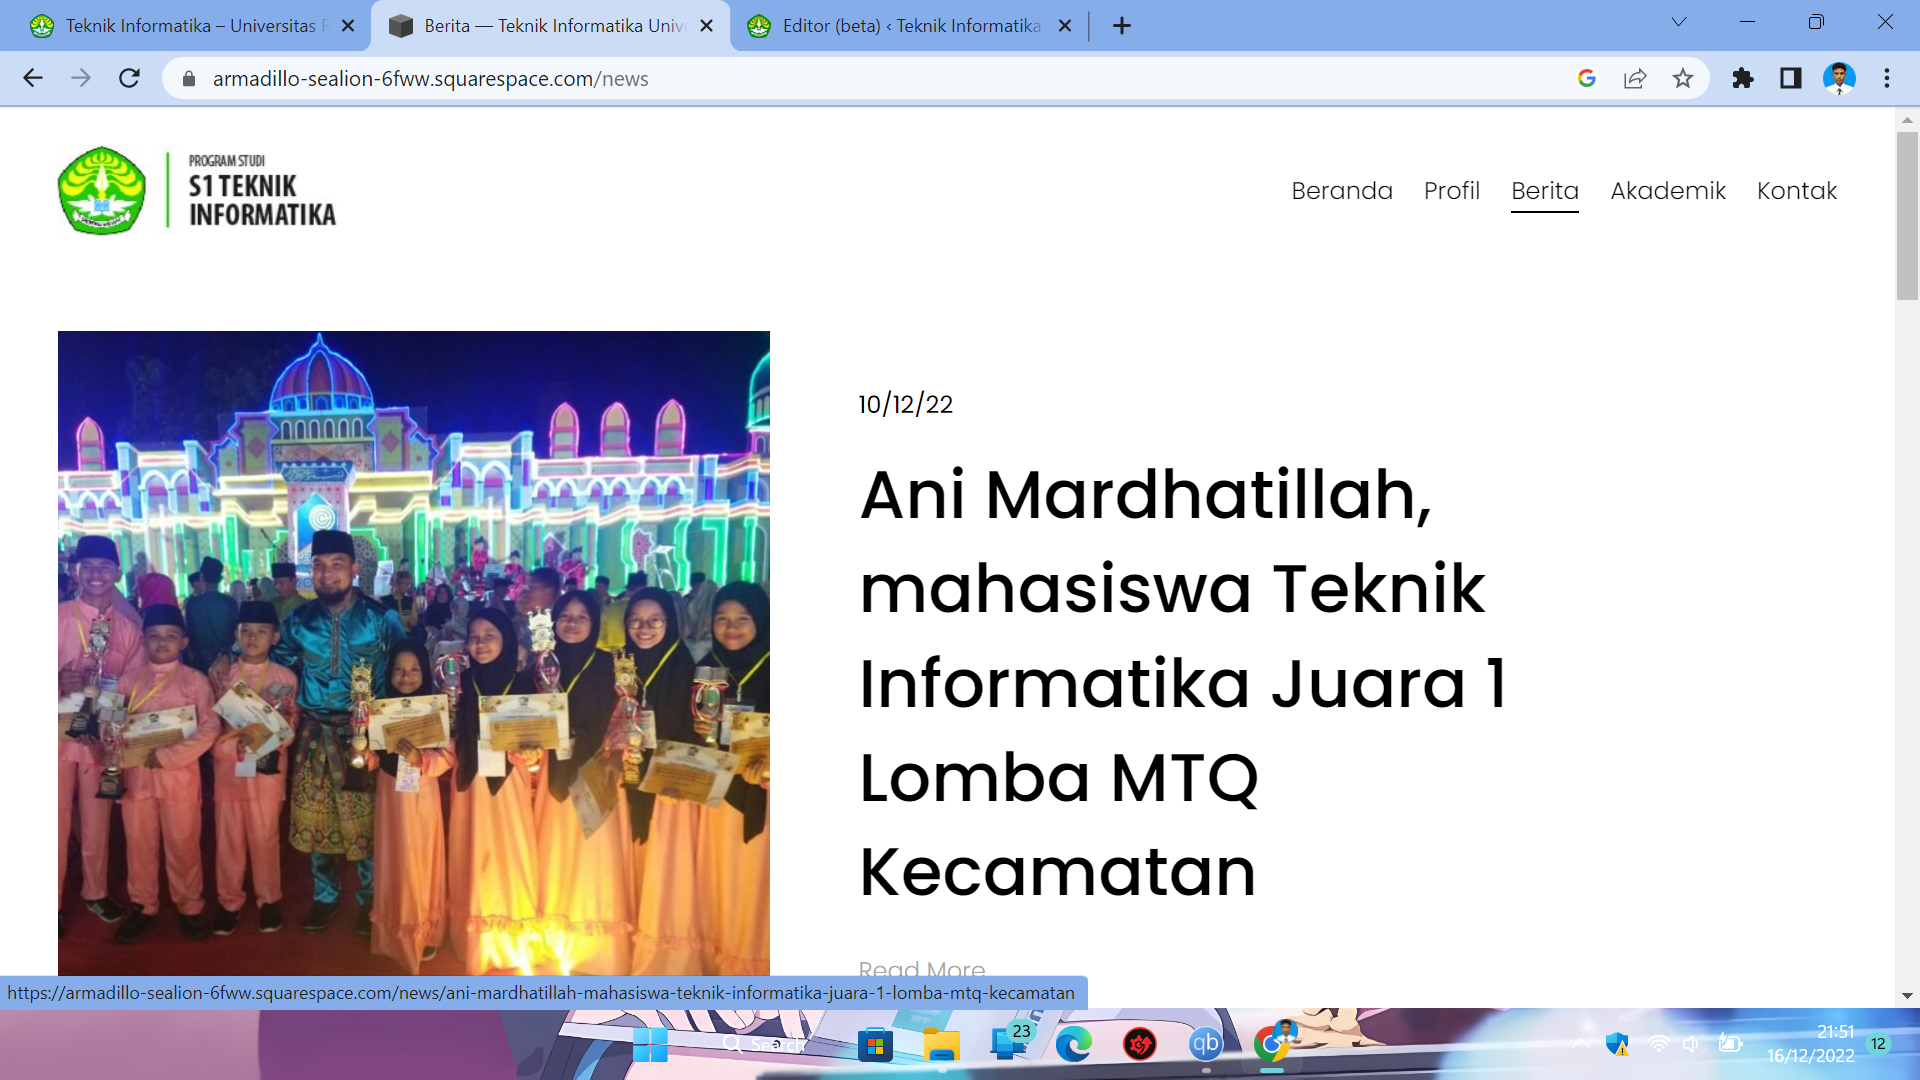 Teknik Informatika – Universitas R
Berita — Teknik Informatika Unive
Editor (beta) ‹ Teknik Informatika
armadillo-sealion-6fww.squarespace.com/news
PROGRAM STUDI
S1 TEKNIK
INFORMATIKA
Beranda Profil Berita Akademik Kontak
10/12/22
Ani Mardhatillah,
mahasiswa Teknik
Informatika Juara 1
Lomba MTQ
Kecamatan
Read More
https://armadillo-sealion-6fww.squarespace.com/news/ani-mardhatillah-mahasiswa-teknik-informatika-juara-1-lomba-mtq-kecamatan
Search
23
qb
21:51
16/12/2022
12